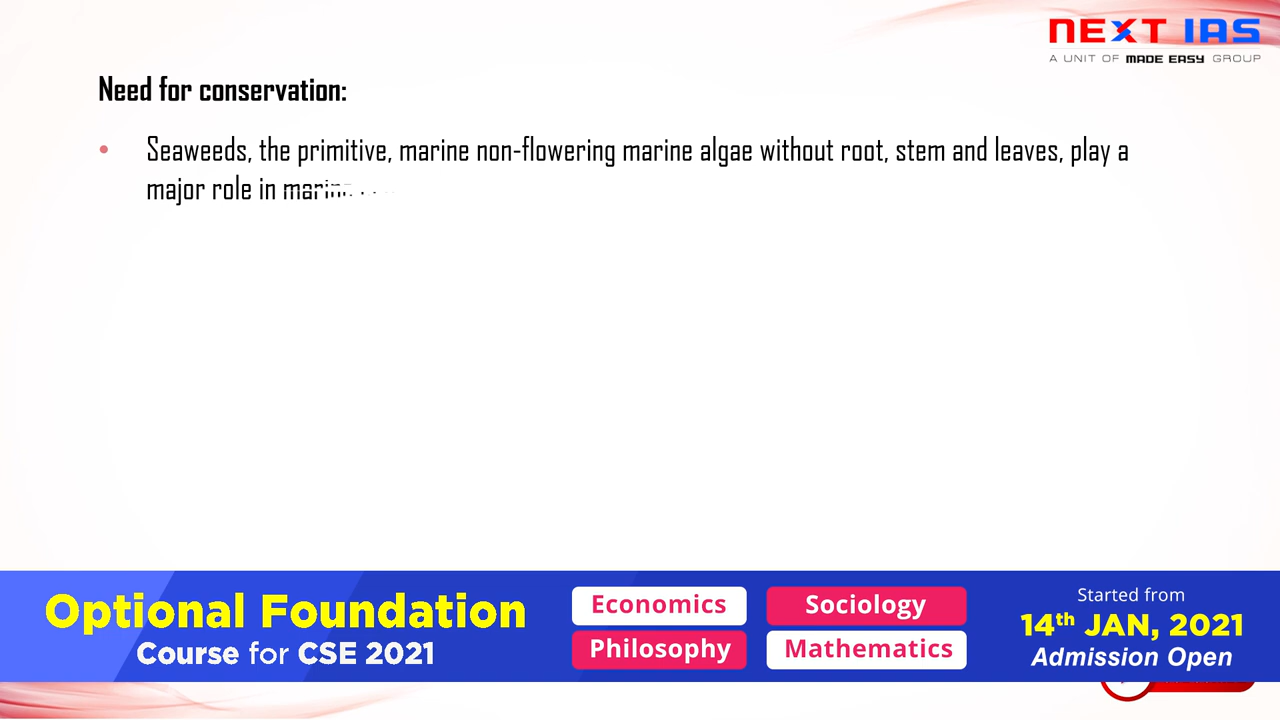 NEXT IAS
A UNIT OF MADE EASY GROUP
Need for conservation:
• Seaweeds, the primitive, marine non-flowering marine algae without root, stem and leaves, play a
major role in
Optional Foundation
Course for CSE 2021
Economics
Sociology
Philosophy
Mathematics
Started from
14th JAN, 2021
Admission Open